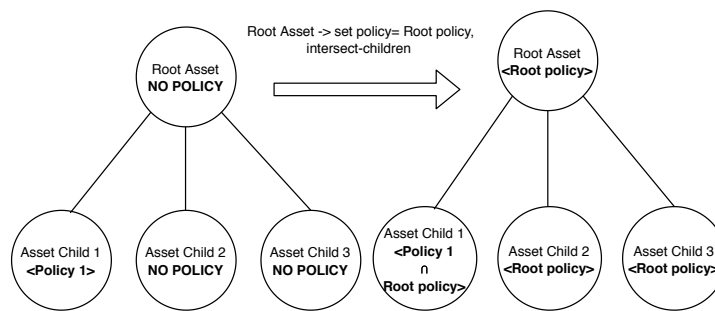 Root Asset -> set policy= Root policy,
intersect-children
Root Asset
NO POLICY
Asset Child 1
<Policy 1>
Asset Child 2
NO POLICY
Asset Child 3
NO POLICY
Root Asset
<Root policy>
Asset Child 1
<Policy 1
∩
Root policy>
Asset Child 2
<Root policy>
Asset Child 3
<Root policy>